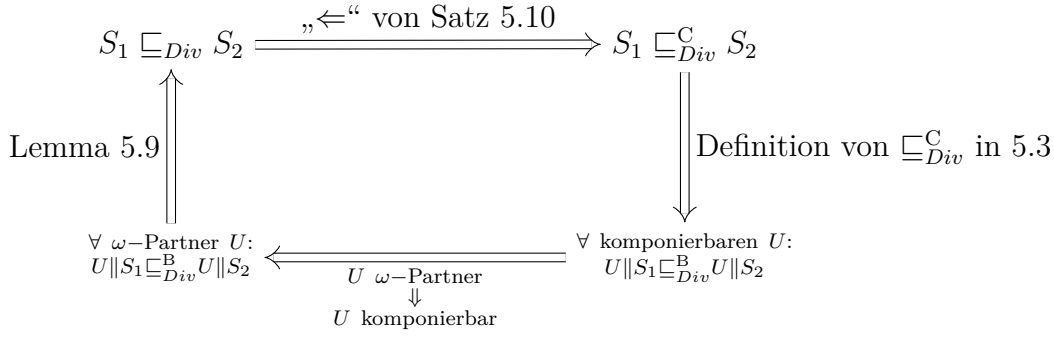 „⇐“ von Satz 5.10
S₁ ⊑_Div S₂ ⟹ S₁ ⊑^C_Div S₂
Lemma 5.9
Definition von ⊑^C_Div in 5.3
∀ ω−Partner U:
U∥S₁⊑^B_Div U∥S₂
∀ komponierbaren U:
U∥S₁⊑^B_Div U∥S₂
U ω−Partner
⇓
U komponierbar